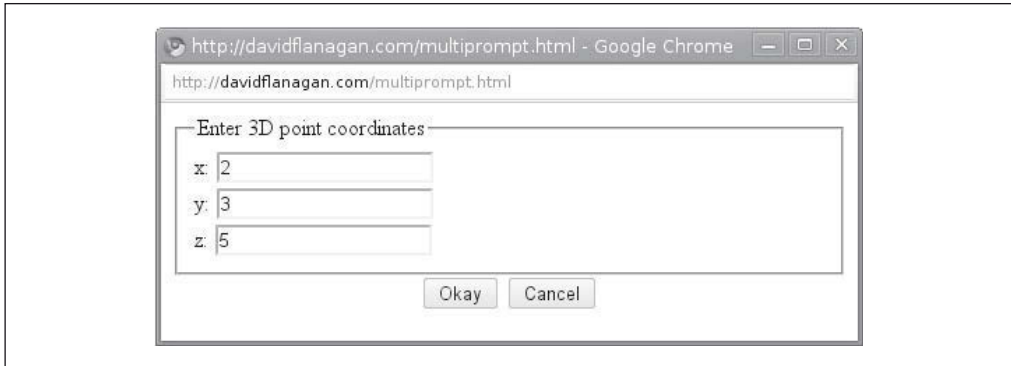 http://davidflanagan.com/multiprompt.html - Google Chrome
http://davidflanagan.com/multiprompt.html
Enter 3D point coordinates
x: 2
y: 3
z: 5
Okay Cancel